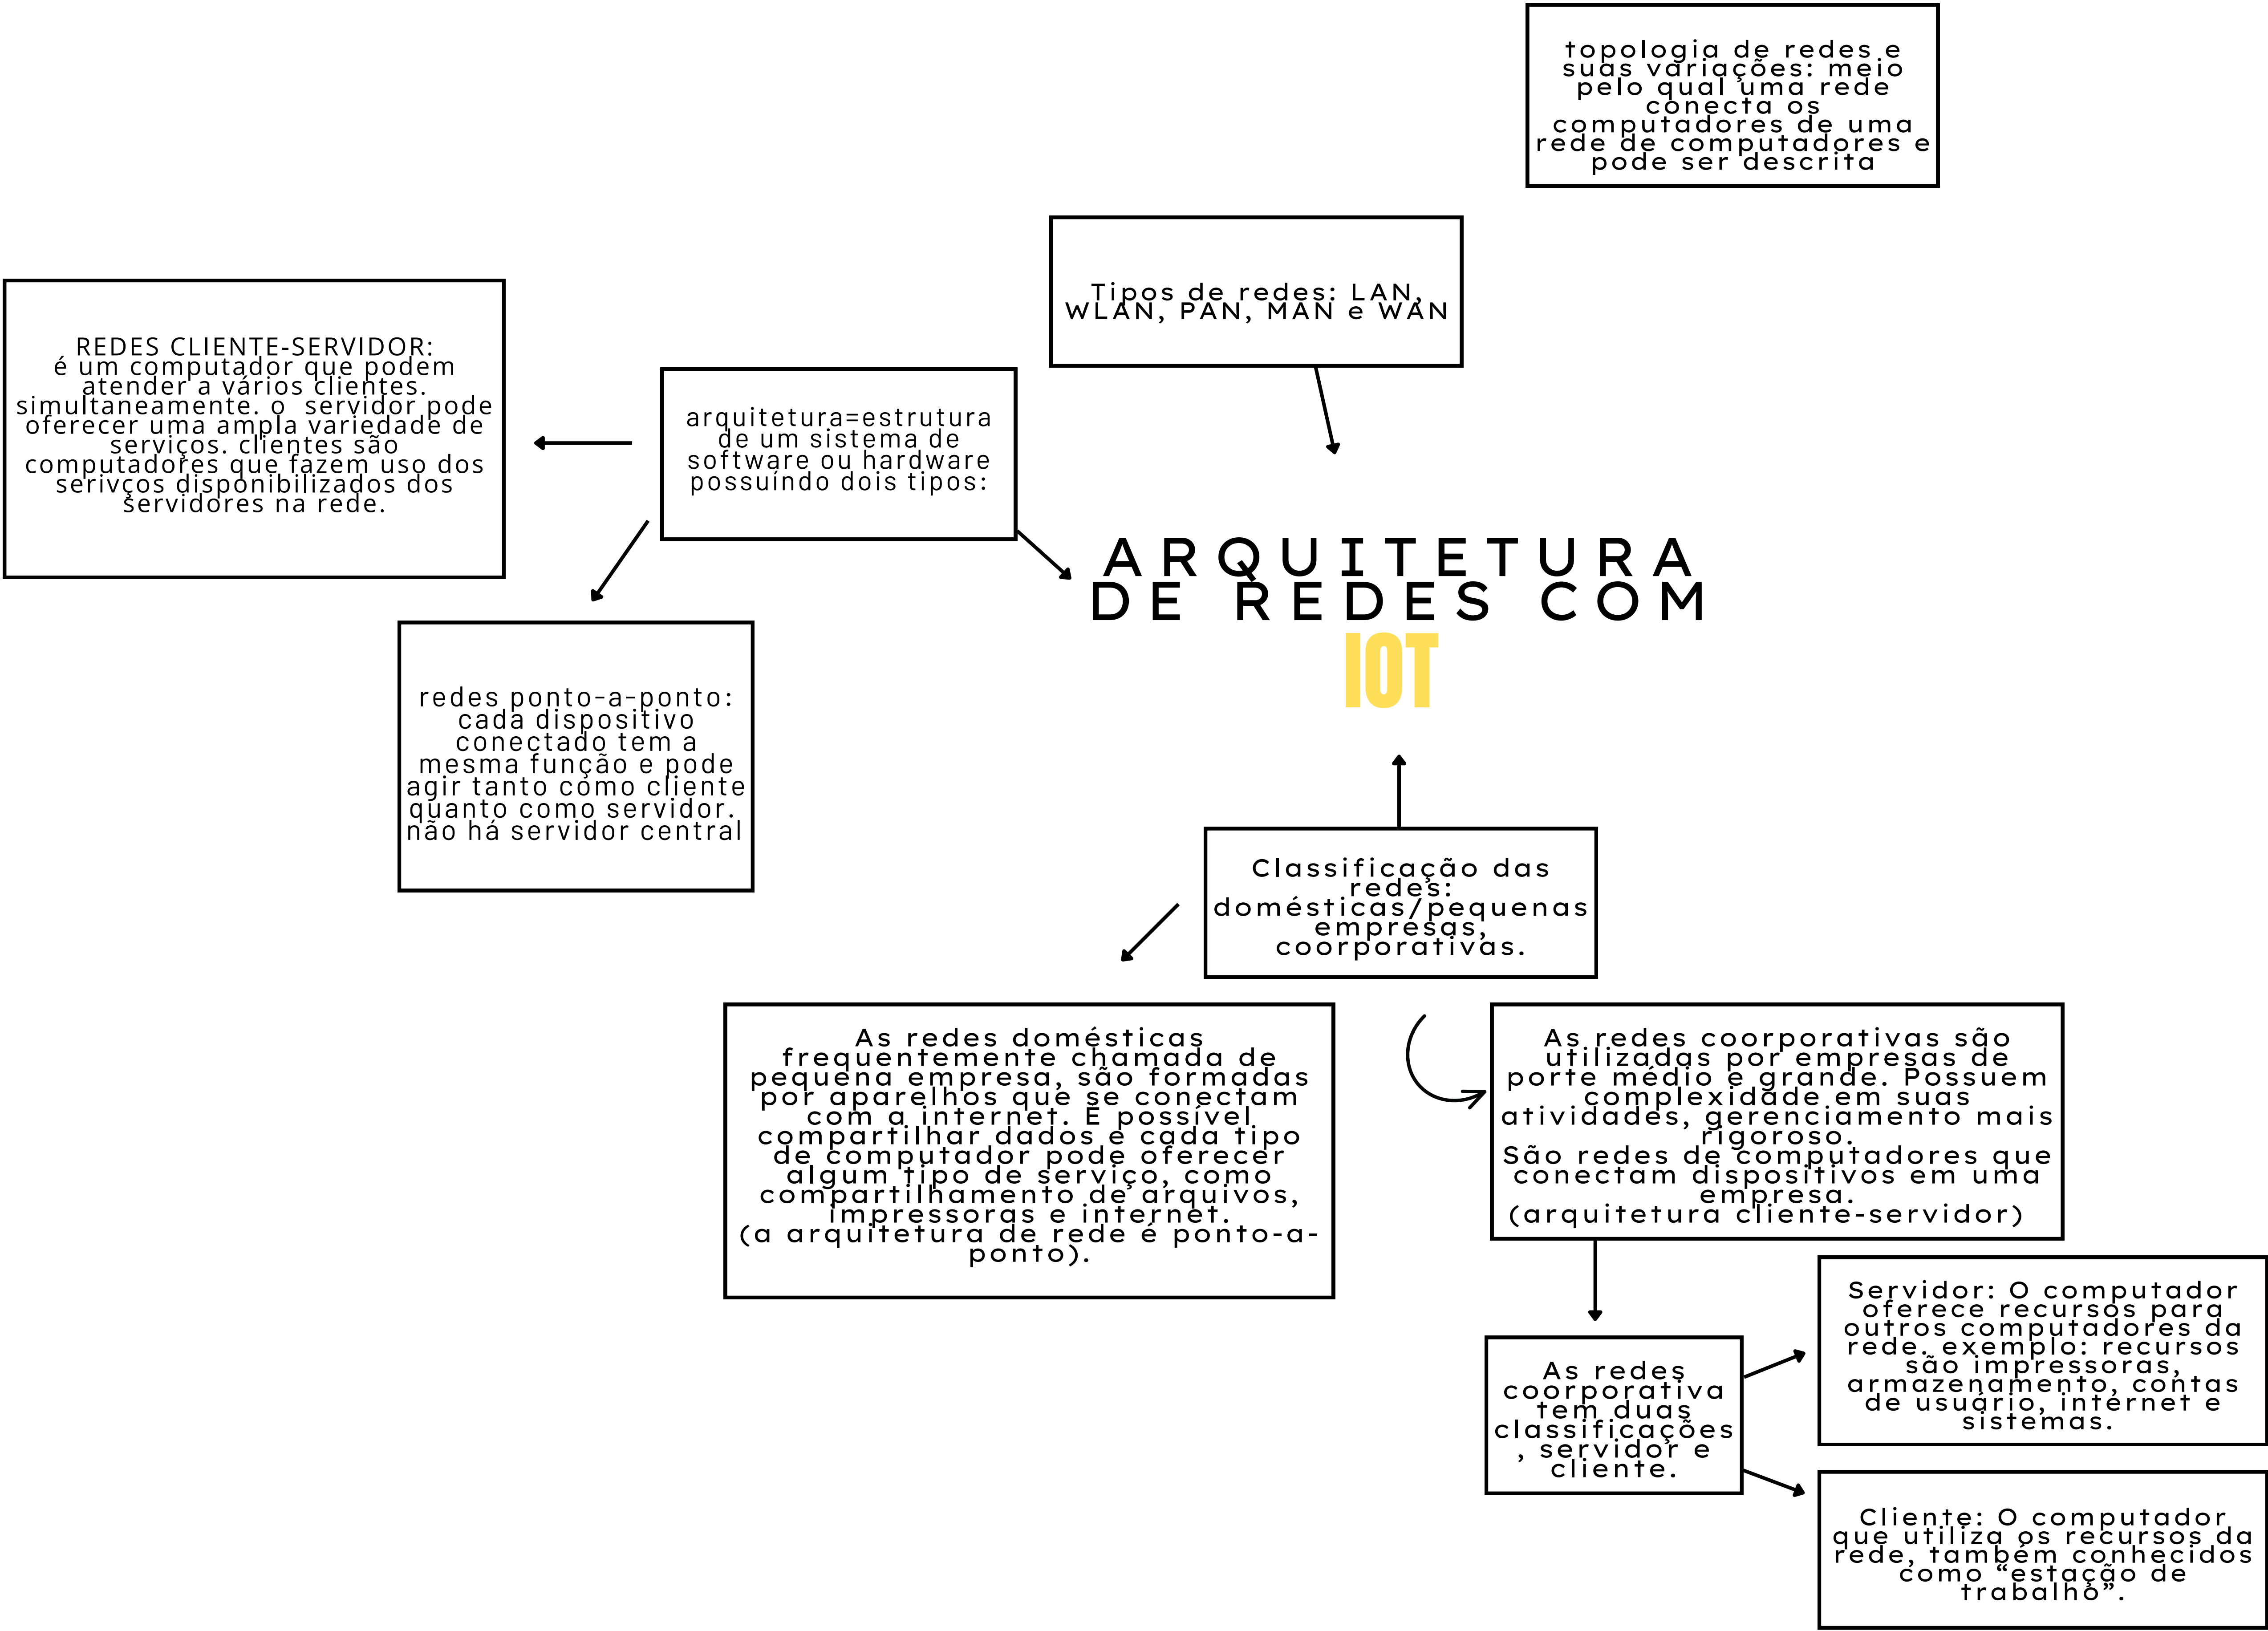 topologia de redes e
suas variações: meio
pelo qual uma rede
conecta os
computadores de uma
rede de computadores e
pode ser descrita
Tipos de redes: LAN,
WLAN, PAN, MAN e WAN
REDES CLIENTE-SERVIDOR:
é um computador que podem
atender a vários clientes.
simultaneamente. o servidor pode
oferecer uma ampla variedade de
serviços. clientes são
computadores que fazem uso dos
serivços disponibilizados dos
servidores na rede.
arquitetura=estrutura
de um sistema de
software ou hardware
possuíndo dois tipos:
ARQUITETURA
DE REDES COM
IOT
redes ponto-a-ponto:
cada dispositivo
conectado tem a
mesma função e pode
agir tanto como cliente
quanto como servidor.
não há servidor central
Classificação das
redes:
domésticas/pequenas
empresas,
coorporativas.
As redes domésticas
frequentemente chamada de
pequena empresa, são formadas
por aparelhos que se conectam
com a internet. É possível
compartilhar dados e cada tipo
de computador pode oferecer
algum tipo de serviço, como
compartilhamento de arquivos,
impressoras e internet.
(a arquitetura de rede é ponto-a-
ponto).
As redes coorporativas são
utilizadas por empresas de
porte médio e grande. Possuem
complexidade em suas
atividades, gerenciamento mais
rigoroso.
São redes de computadores que
conectam dispositivos em uma
empresa.
(arquitetura cliente-servidor)
As redes
coorporativa
tem duas
classificações
, servidor e
cliente.
Servidor: O computador
oferece recursos para
outros computadores da
rede. exemplo: recursos
são impressoras,
armazenamento, contas
de usuário, internet e
sistemas.
Cliente: O computador
que utiliza os recursos da
rede, também conhecidos
como “estação de
trabalho”.